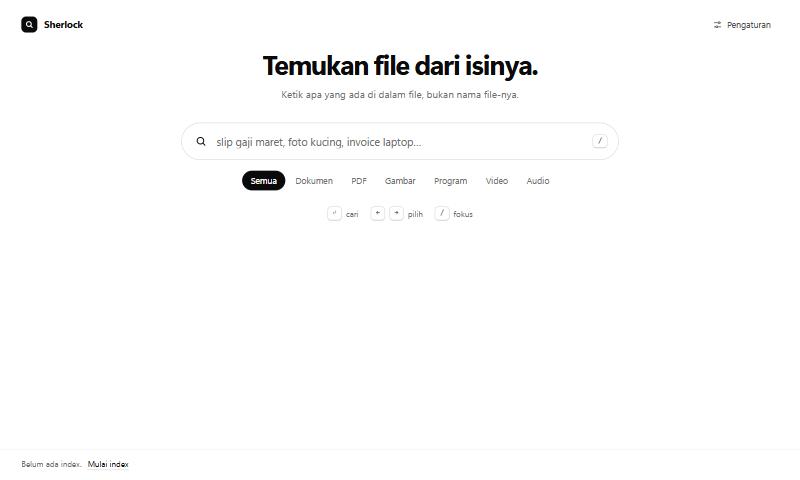 Sherlock
Pengaturan
Temukan file dari isinya.
Ketik apa yang ada di dalam file, bukan nama file-nya.
slip gaji maret, foto kucing, invoice laptop... /
Semua Dokumen PDF Gambar Program Video Audio
↵ cari ← → pilih / fokus
Belum ada index. Mulai index